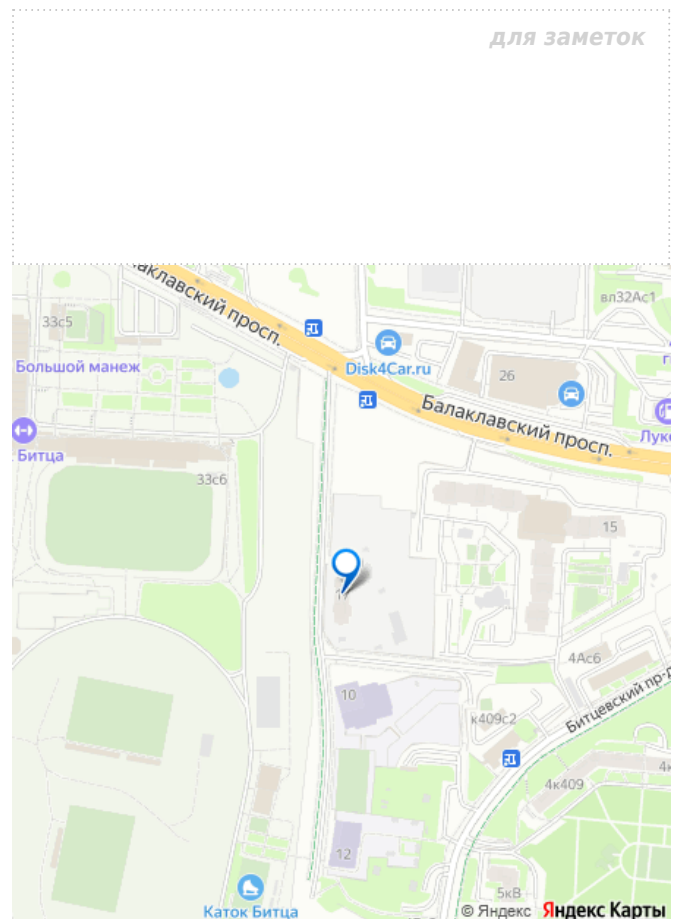 для заметок
Балаклавский просп.
вл32Ас1
33с5
Большой манеж
Disk4Car.ru
26
Балаклавский просп.
Битца
33с6
15
4Ас6
10
к409с2
Битцевский пр-д
4к409
12
5кВ
Каток Битца
© Яндекс Яндекс Карты